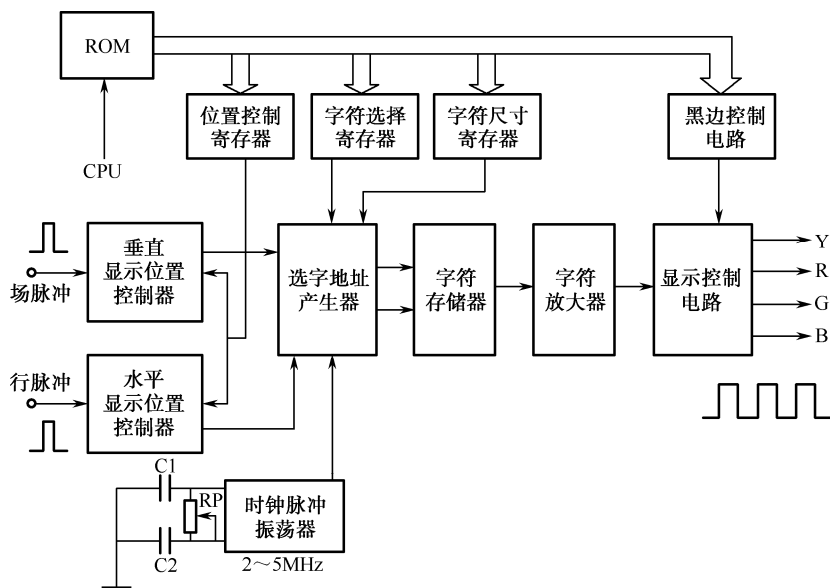 ROM
CPU
位置控制
寄存器
字符选择
寄存器
字符尺寸
寄存器
黑边控制
电路
场脉冲
垂直
显示位置
控制器
选字地址
产生器
字符
存储器
字符
放大器
显示控制
电路
Y
R
G
B
行脉冲
水平
显示位置
控制器
C1
RP
C2
时钟脉冲
振荡器
2～5MHz